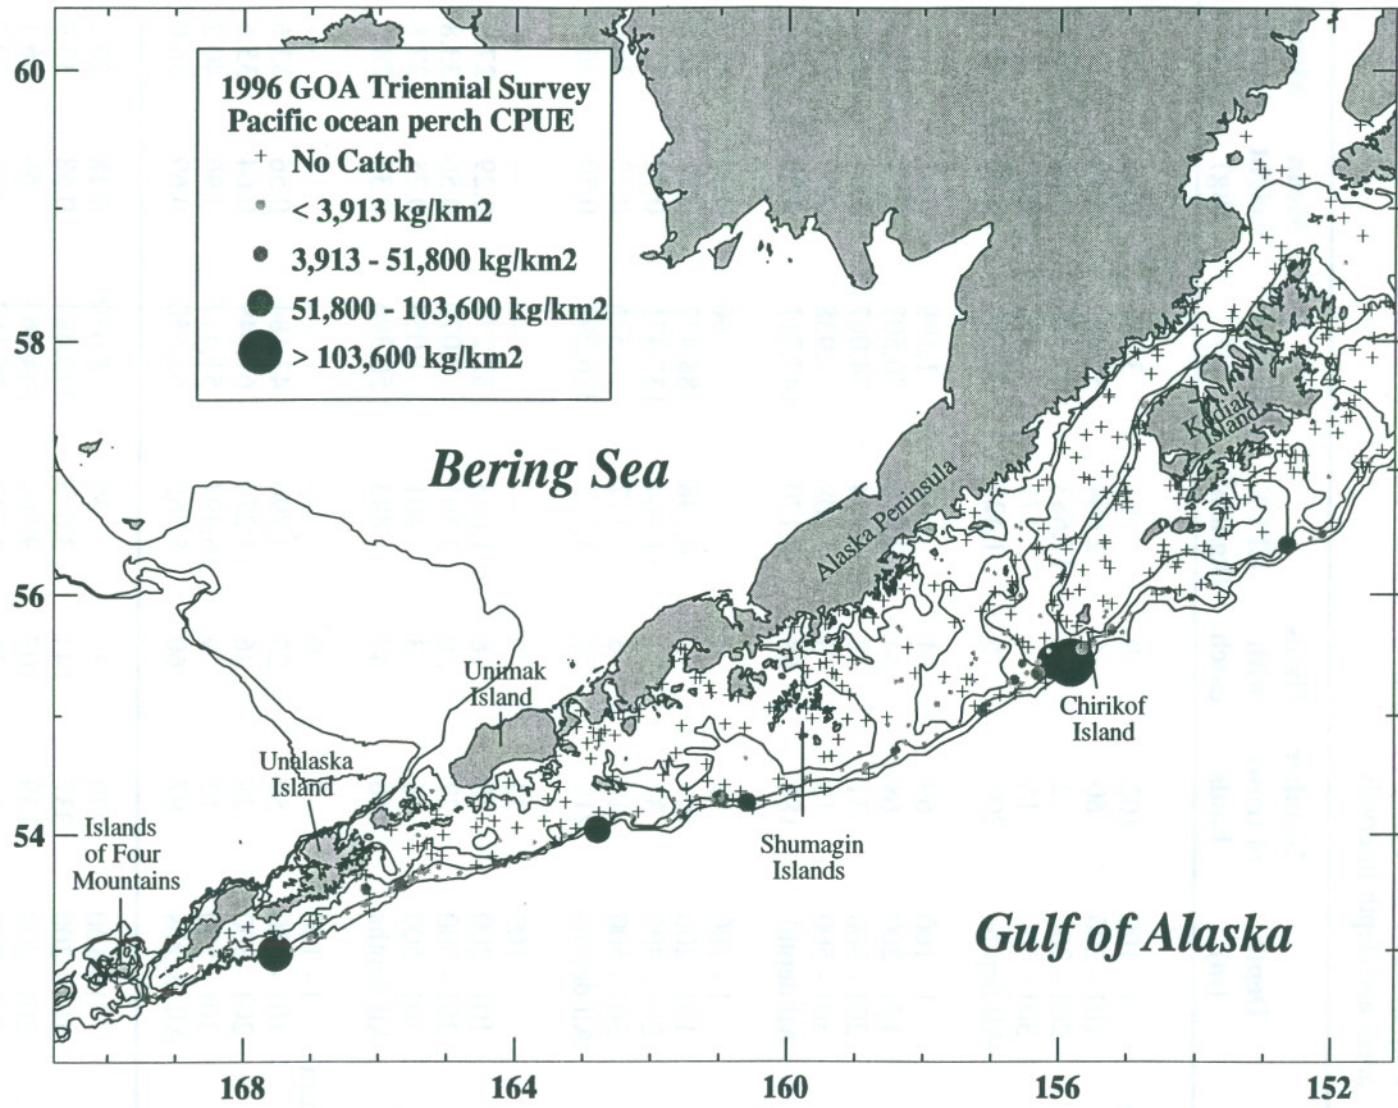 60
58
56
54
1996 GOA Triennial Survey
Pacific ocean perch CPUE
+ No Catch
< 3,913 kg/km2
3,913 - 51,800 kg/km2
51,800 - 103,600 kg/km2
> 103,600 kg/km2
Bering Sea
Kodiak
Island
Alaska Peninsula
Unimak
Island
Unalaska
Island
Islands
of Four
Mountains
Chirikof
Island
Shumagin
Islands
Gulf of Alaska
168
164
160
156
152